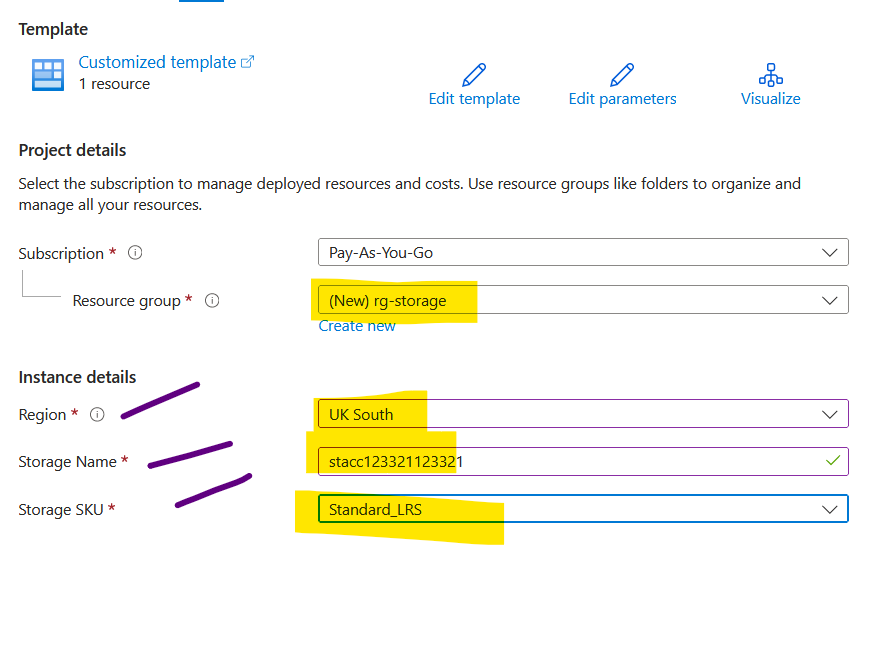 Template
Customized template
1 resource
Edit template
Edit parameters
Visualize
Project details
Select the subscription to manage deployed resources and costs. Use resource groups like folders to organize and
manage all your resources.
Subscription *
Pay-As-You-Go
Resource group *
(New) rg-storage
Create new
Instance details
Region *
UK South
Storage Name *
stacc123321123321
Storage SKU *
Standard_LRS